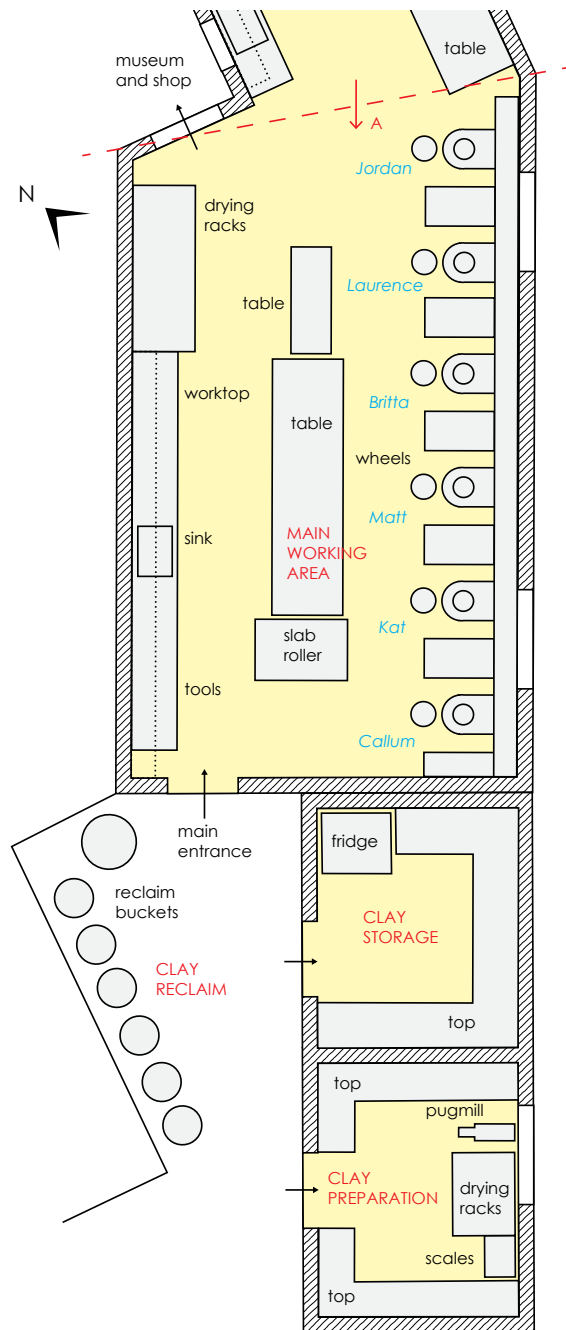 museum
and shop
table
A
Jordan
N
drying
racks
Laurence
table
worktop
Britta
table
wheels
Matt
sink
MAIN
WORKING
AREA
Kat
slab
roller
tools
Callum
main
entrance
fridge
reclaim
buckets
CLAY
STORAGE
CLAY
RECLAIM
top
top
pugmill
CLAY
PREPARATION
drying
racks
scales
top